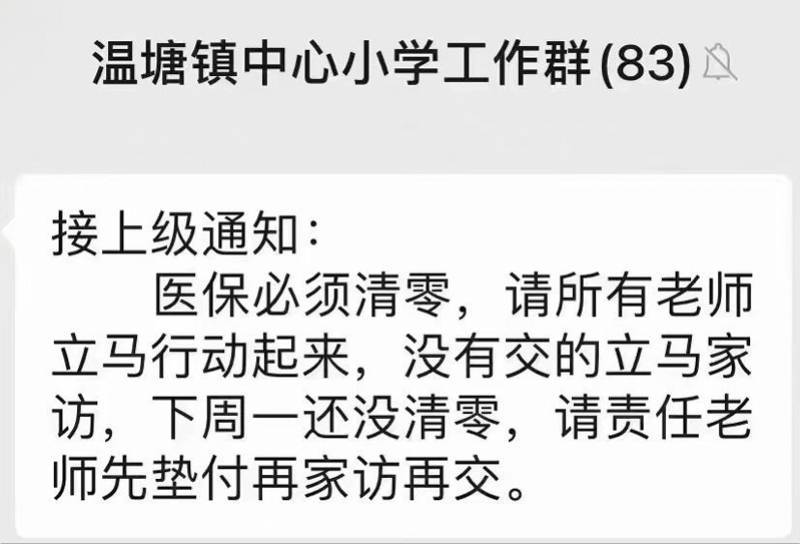 温塘镇中心小学工作群(83)
接上级通知：
医保必须清零，请所有老师
立马行动起来，没有交的立马家
访，下周一还没清零，请责任老
师先垫付再家访再交。